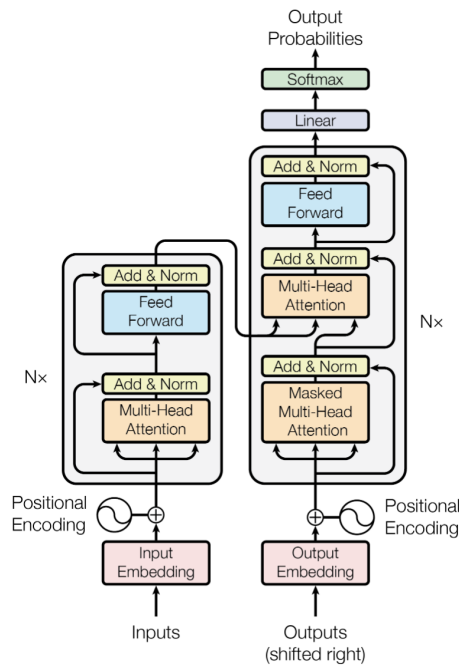 Output
Probabilities
Softmax
Linear
Add & Norm
Feed
Forward
Add & Norm
Multi-Head
Attention
Add & Norm
Masked
Multi-Head
Attention
N×
Add & Norm
Feed
Forward
Add & Norm
Multi-Head
Attention
N×
Positional
Encoding
Positional
Encoding
Input
Embedding
Output
Embedding
Inputs
Outputs
(shifted right)